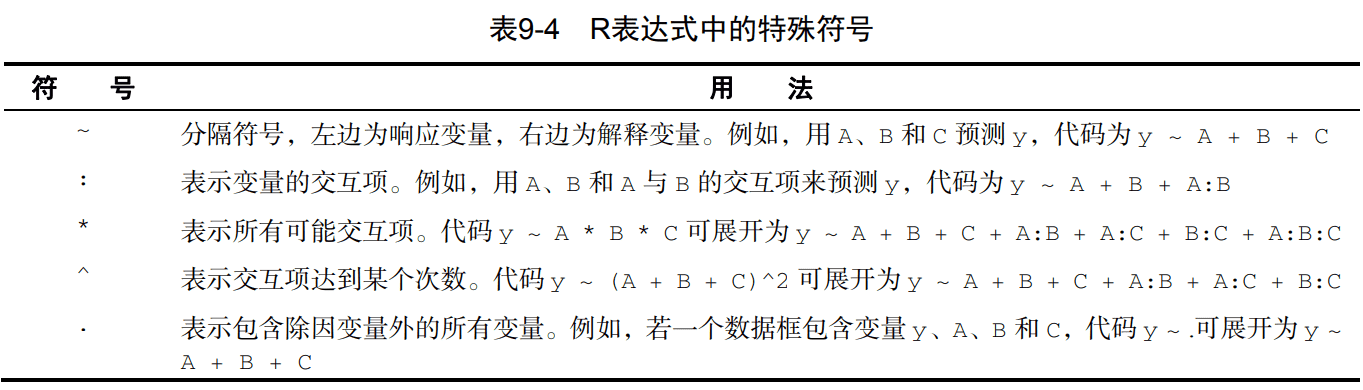 表9-4 R表达式中的特殊符号
符 号 用 法
~ 分隔符号，左边为响应变量，右边为解释变量。例如，用 A、B 和 C 预测 y，代码为 y ~ A + B + C
: 表示变量的交互项。例如，用 A、B 和 A 与 B 的交互项来预测 y，代码为 y ~ A + B + A:B
* 表示所有可能交互项。代码 y ~ A * B * C 可展开为 y ~ A + B + C + A:B + A:C + B:C + A:B:C
^ 表示交互项达到某个次数。代码 y ~ (A + B + C)^2 可展开为 y ~ A + B + C + A:B + A:C + B:C
. 表示包含除因变量外的所有变量。例如，若一个数据框包含变量 y、A、B 和 C，代码 y ~ .可展开为 y ~
A + B + C